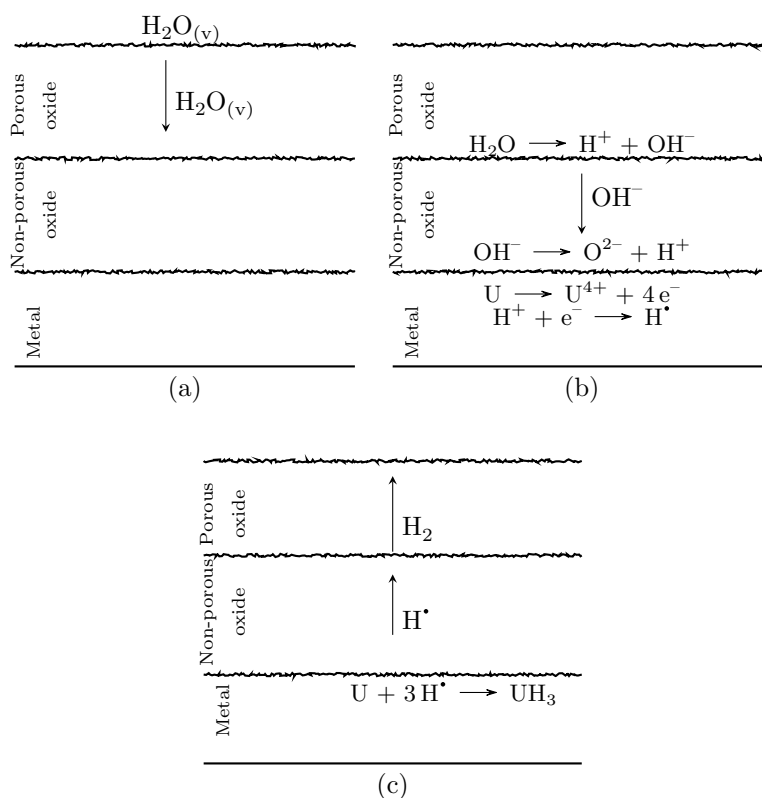 H₂O₍ᵥ₎
Porous
oxide
H₂O₍ᵥ₎
Non-porous
oxide
Metal
(a)
Porous
oxide
H₂O ⟶ H⁺ + OH⁻
Non-porous
oxide
OH⁻
OH⁻ ⟶ O²⁻ + H⁺
U ⟶ U⁴⁺ + 4 e⁻
H⁺ + e⁻ ⟶ H•
Metal
(b)
Porous
oxide
H₂
Non-porous
oxide
H•
Metal
U + 3 H• ⟶ UH₃
(c)